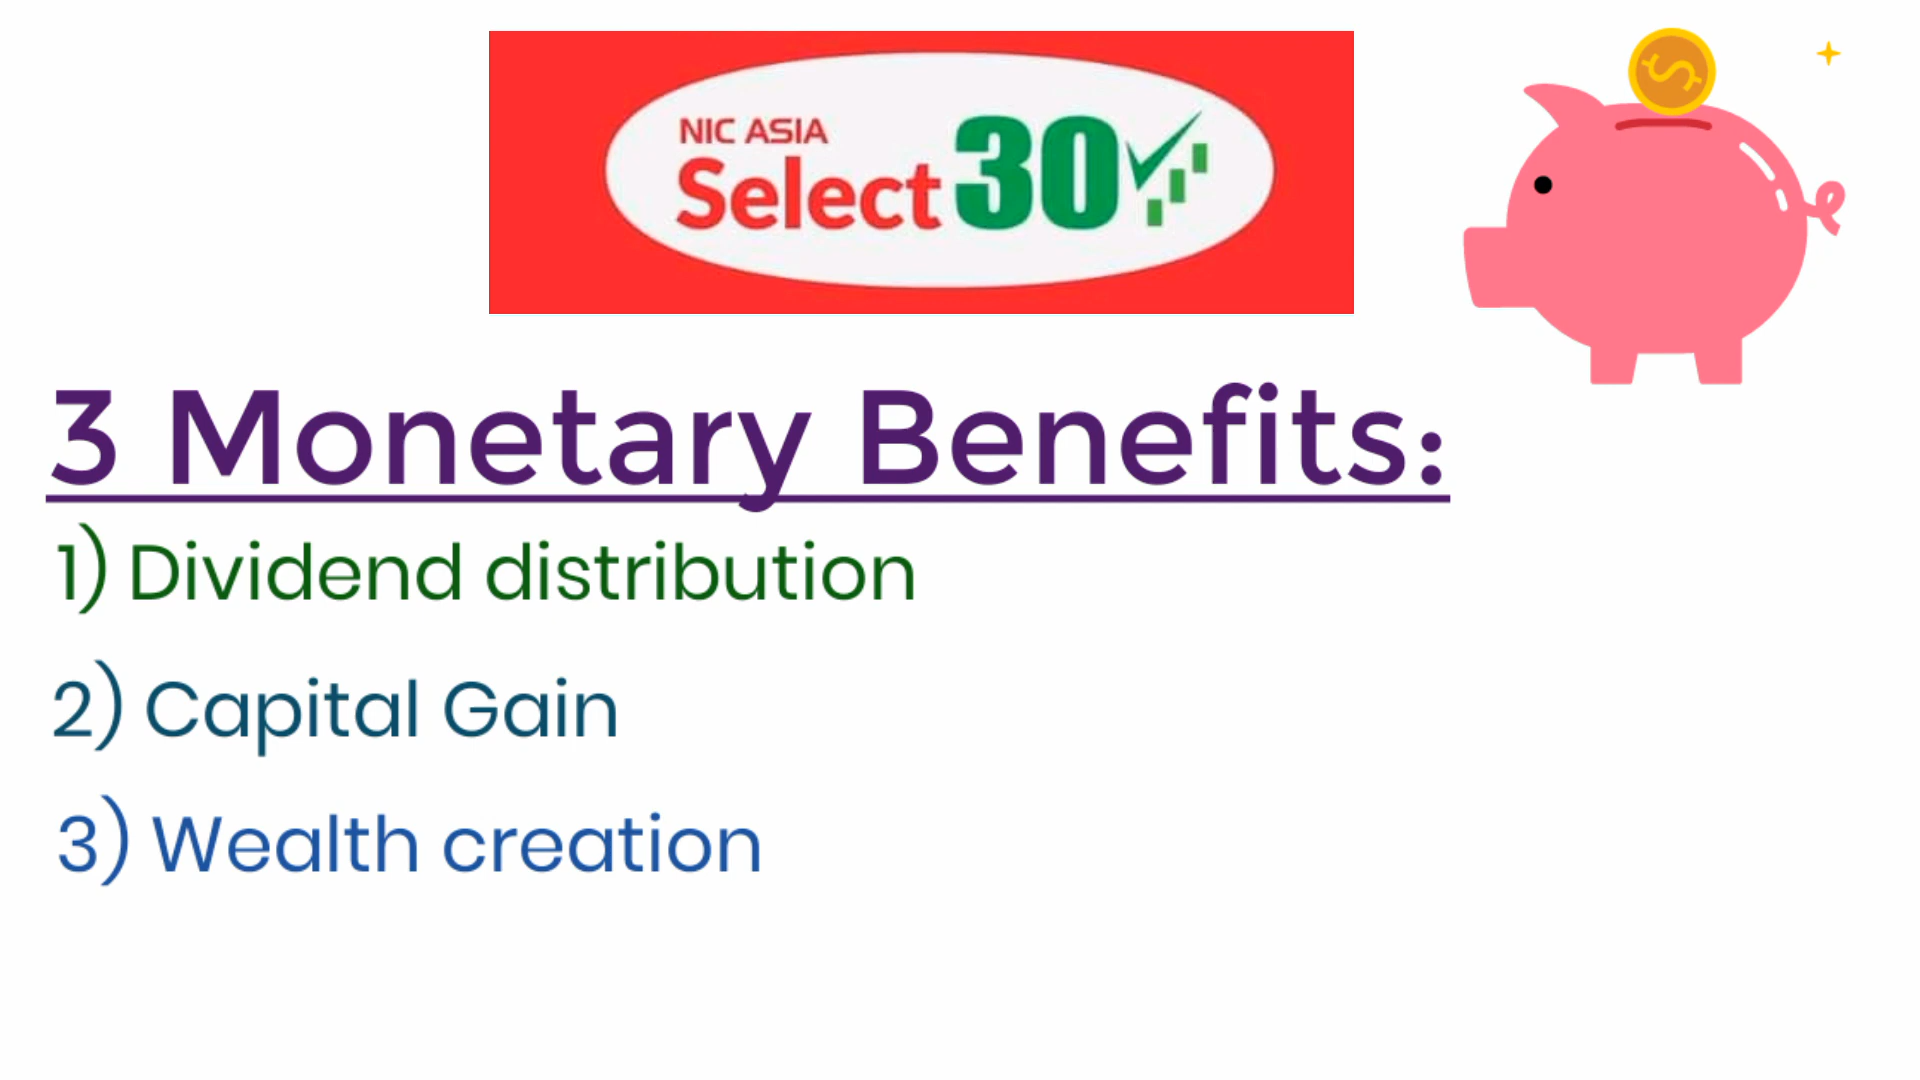 NIC ASIA
Select 30
3 Monetary Benefits:
1) Dividend distribution
2) Capital Gain
3) Wealth creation